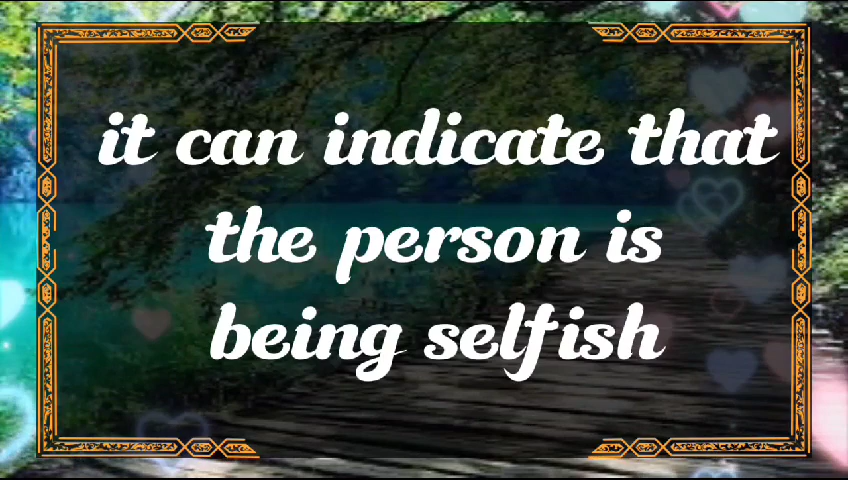 it can indicate that
the person is
being selfish